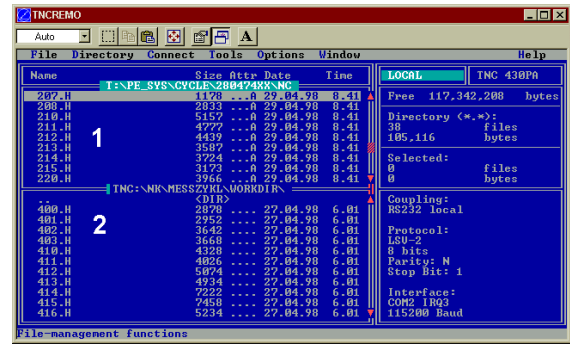 TNCREMO
Auto
A
File Directory Connect Tools Options Window Help
Name Size Attr Date Time
T:\PE_SYS\CYCLE\280474XX\NC
207.H 1178 ...A 29.04.98 8.41
208.H 2833 ...A 29.04.98 8.41
210.H 5157 ...A 29.04.98 8.41
211.H 4777 ...A 29.04.98 8.41
212.H 4439 ...A 29.04.98 8.41
213.H 3587 ...A 29.04.98 8.41
214.H 3724 ...A 29.04.98 8.41
215.H 3173 ...A 29.04.98 8.41
220.H 3966 ...A 29.04.98 8.41
1
TNC:\NK\MESSZYKL\WORKDIR\
.. <DIR>
400.H 2878 .... 27.04.98 6.01
401.H 2952 .... 27.04.98 6.01
402.H 3642 .... 27.04.98 6.01
403.H 3668 .... 27.04.98 6.01
410.H 4328 .... 27.04.98 6.01
411.H 4026 .... 27.04.98 6.01
412.H 5074 .... 27.04.98 6.01
413.H 4934 .... 27.04.98 6.01
414.H 7222 .... 27.04.98 6.01
415.H 7458 .... 27.04.98 6.01
416.H 5234 .... 27.04.98 6.01
2
LOCAL TNC 430PA
Free 117,342,208 bytes
Directory (*.*):
38 files
105,116 bytes
Selected:
0 files
0 bytes
Coupling:
RS232 local
Protocol:
LSV-2
8 bits
Parity: N
Stop Bit: 1
Interface:
COM2 IRQ3
115200 Baud
File-management functions